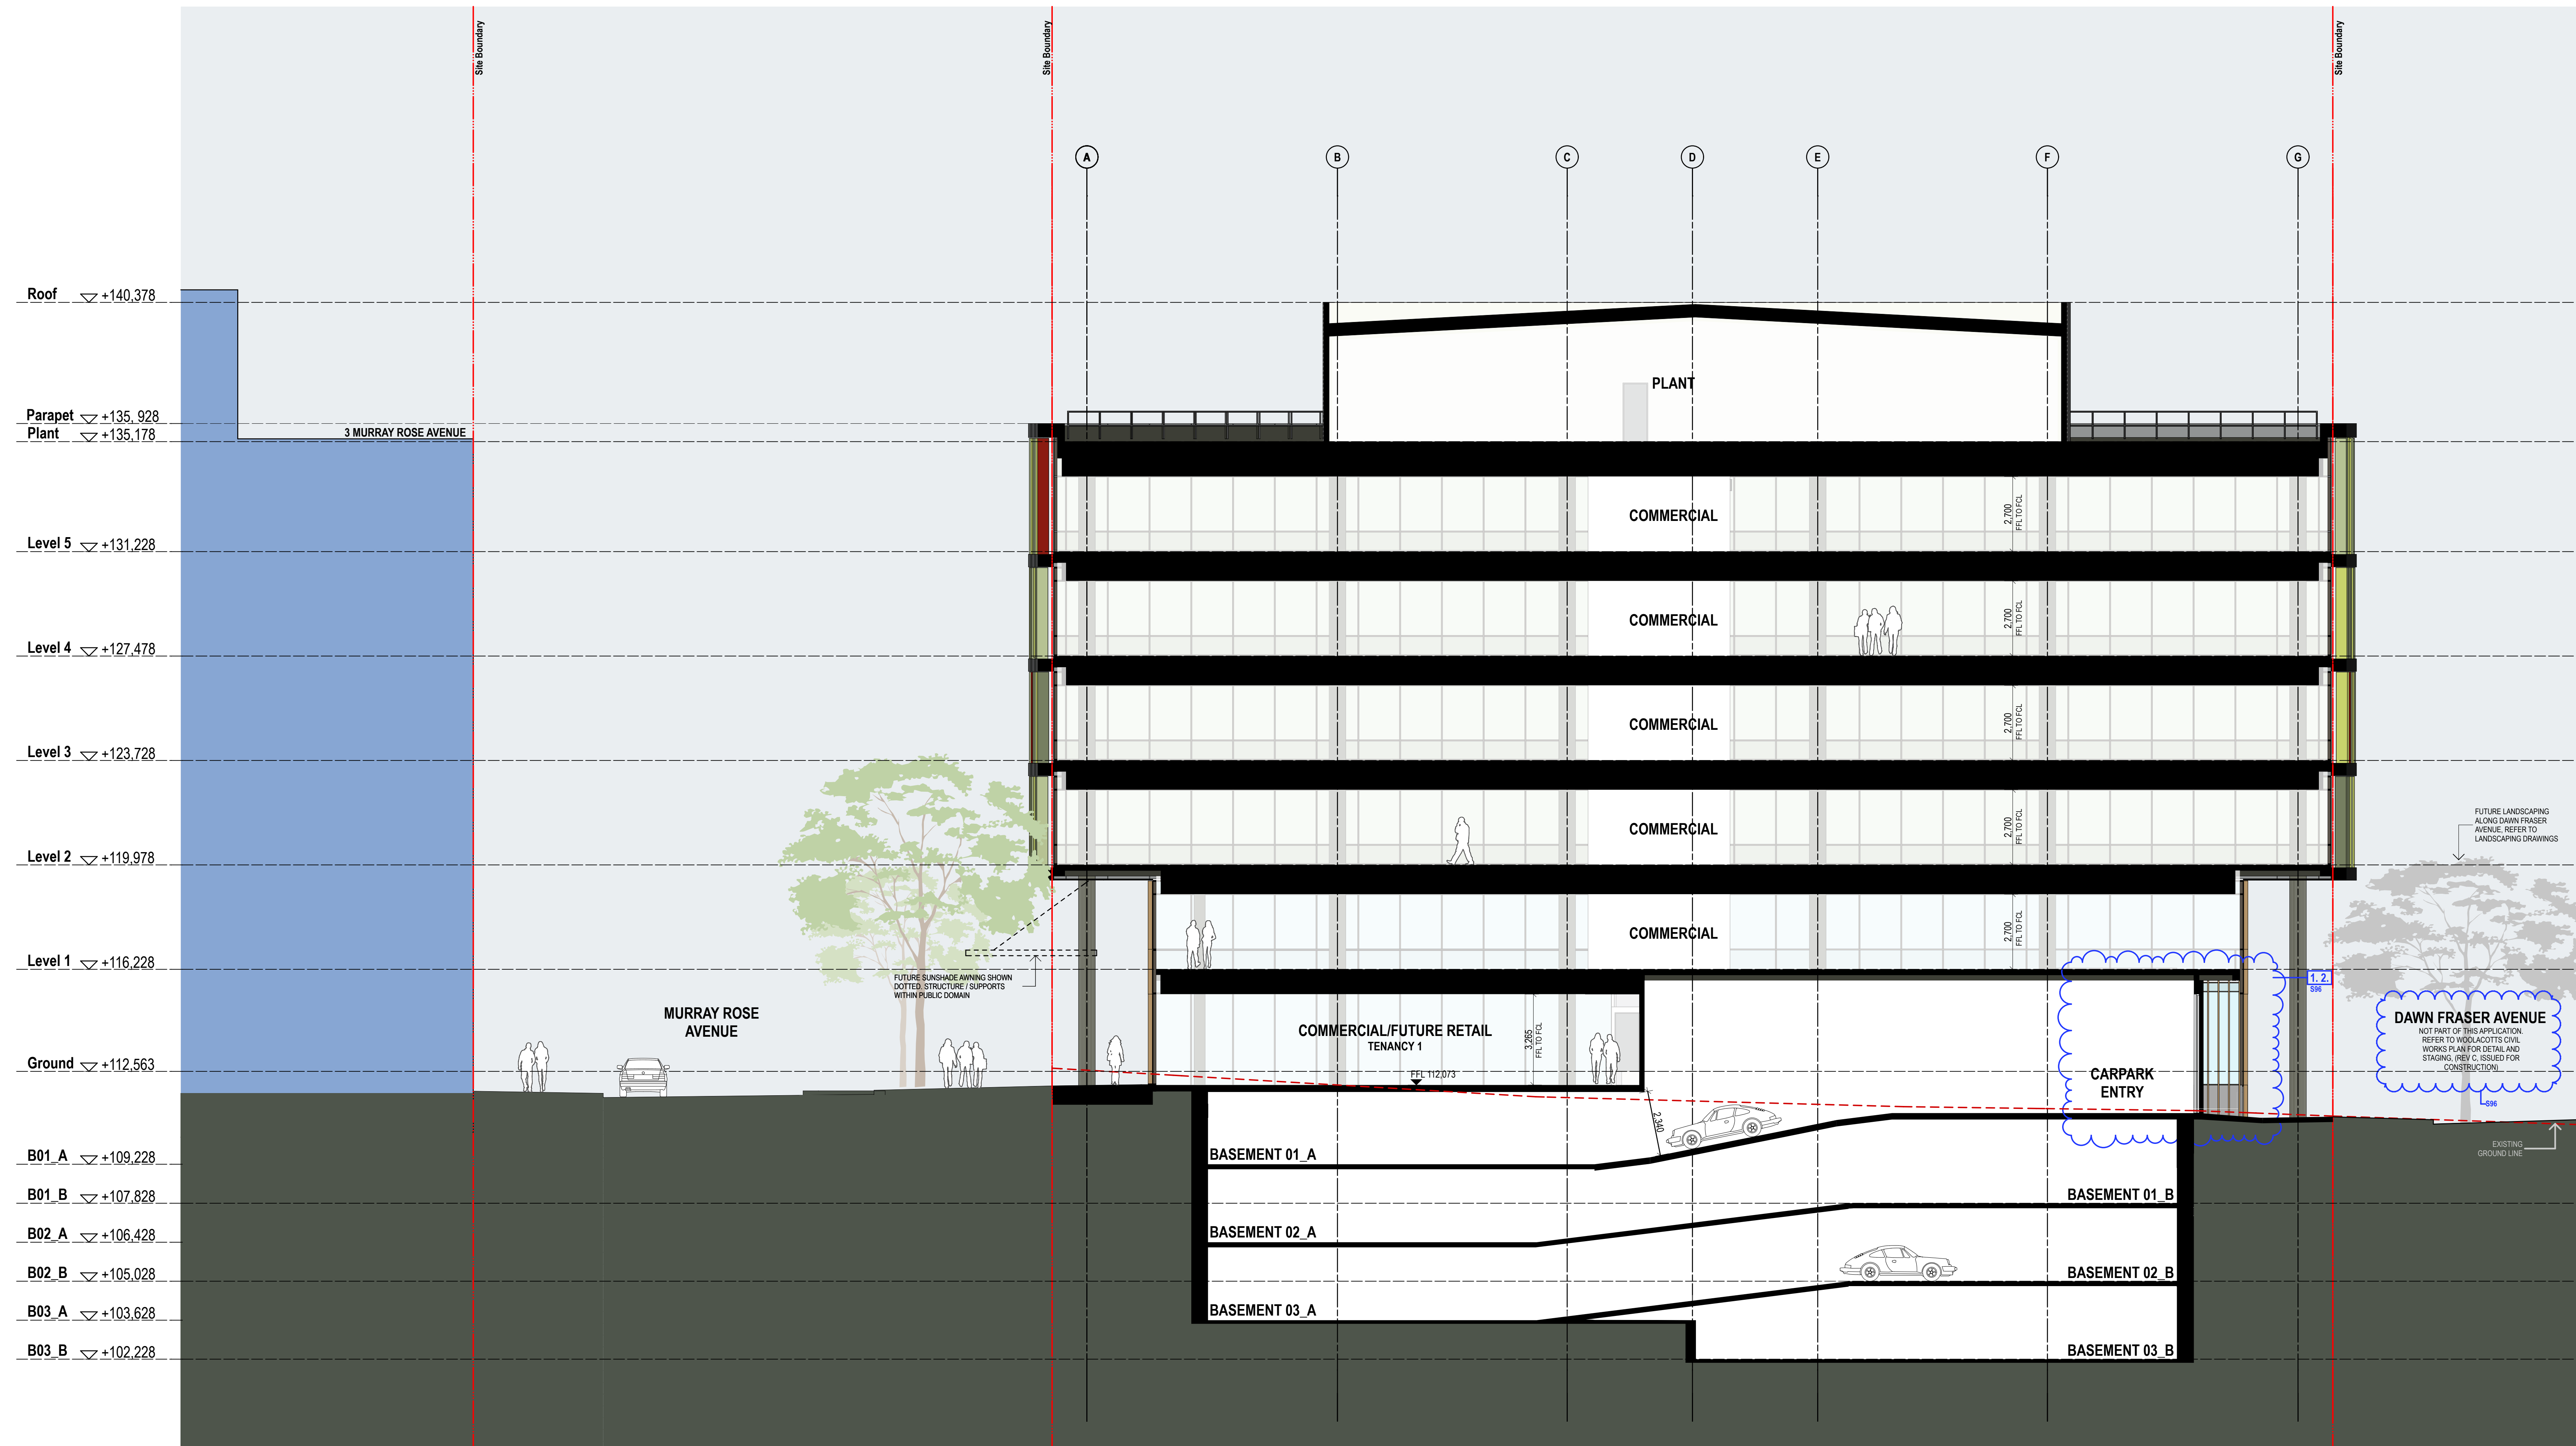 Site Boundary
Site Boundary
Site Boundary
A
B
C
D
E
F
G
Roof +140,378
PLANT
Parapet +135, 928
Plant +135,178
3 MURRAY ROSE AVENUE
COMMERCIAL
2,700
FFL TO FCL
Level 5 +131,228
COMMERCIAL
2,700
FFL TO FCL
Level 4 +127,478
COMMERCIAL
2,700
FFL TO FCL
Level 3 +123,728
COMMERCIAL
2,700
FFL TO FCL
FUTURE LANDSCAPING
ALONG DAWN FRASER
AVENUE, REFER TO
LANDSCAPING DRAWINGS
Level 2 +119,978
COMMERCIAL
2,700
FFL TO FCL
Level 1 +116,228
FUTURE SUNSHADE AWNING SHOWN
DOTTED. STRUCTURE / SUPPORTS
WITHIN PUBLIC DOMAIN
1. 2.
S96
MURRAY ROSE
AVENUE
COMMERCIAL/FUTURE RETAIL
TENANCY 1
3,265
FFL TO FCL
DAWN FRASER AVENUE
NOT PART OF THIS APPLICATION.
REFER TO WOOLACOTTS CIVIL
WORKS PLAN FOR DETAIL AND
STAGING, (REV C, ISSUED FOR
CONSTRUCTION)
S96
Ground +112,563
FFL 112,073
CARPARK
ENTRY
2,340
EXISTING
GROUND LINE
B01_A +109,228
BASEMENT 01_A
B01_B +107,828
BASEMENT 01_B
B02_A +106,428
BASEMENT 02_A
B02_B +105,028
BASEMENT 02_B
B03_A +103,628
BASEMENT 03_A
B03_B +102,228
BASEMENT 03_B